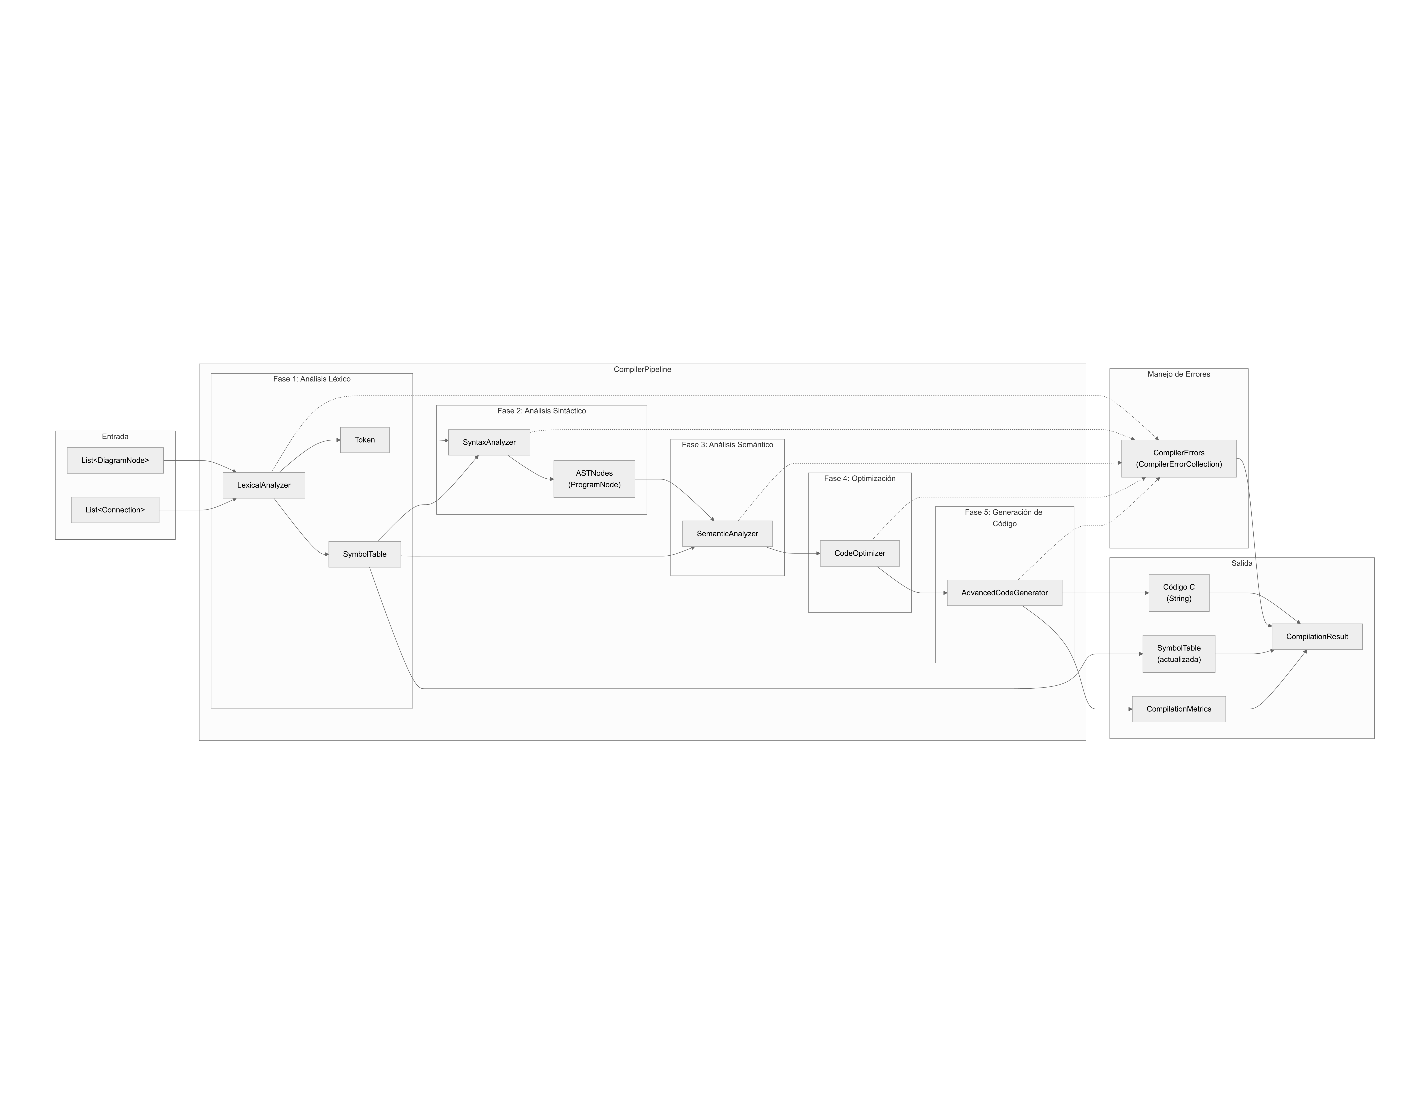 CompilerPipeline
Entrada
List<DiagramNode>
List<Connection>
Fase 1: Análisis Léxico
LexicalAnalyzer
Token
SymbolTable
Fase 2: Análisis Sintáctico
SyntaxAnalyzer
ASTNodes
(ProgramNode)
Fase 3: Análisis Semántico
SemanticAnalyzer
Fase 4: Optimización
CodeOptimizer
Fase 5: Generación de
Código
AdvancedCodeGenerator
Manejo de Errores
CompilerErrors
(CompilerErrorCollection)
Salida
Código C
(String)
SymbolTable
(actualizada)
CompilationMetrics
CompilationResult